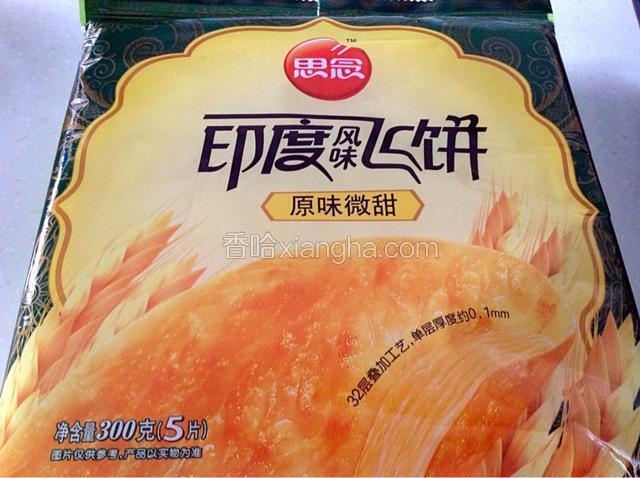 思念 TM
印度风味飞饼
原味微甜
香哈xiangha.com
32层叠加工艺,单层厚度约0.1mm
净含量300克(5片)
图片仅供参考,产品以实物为准